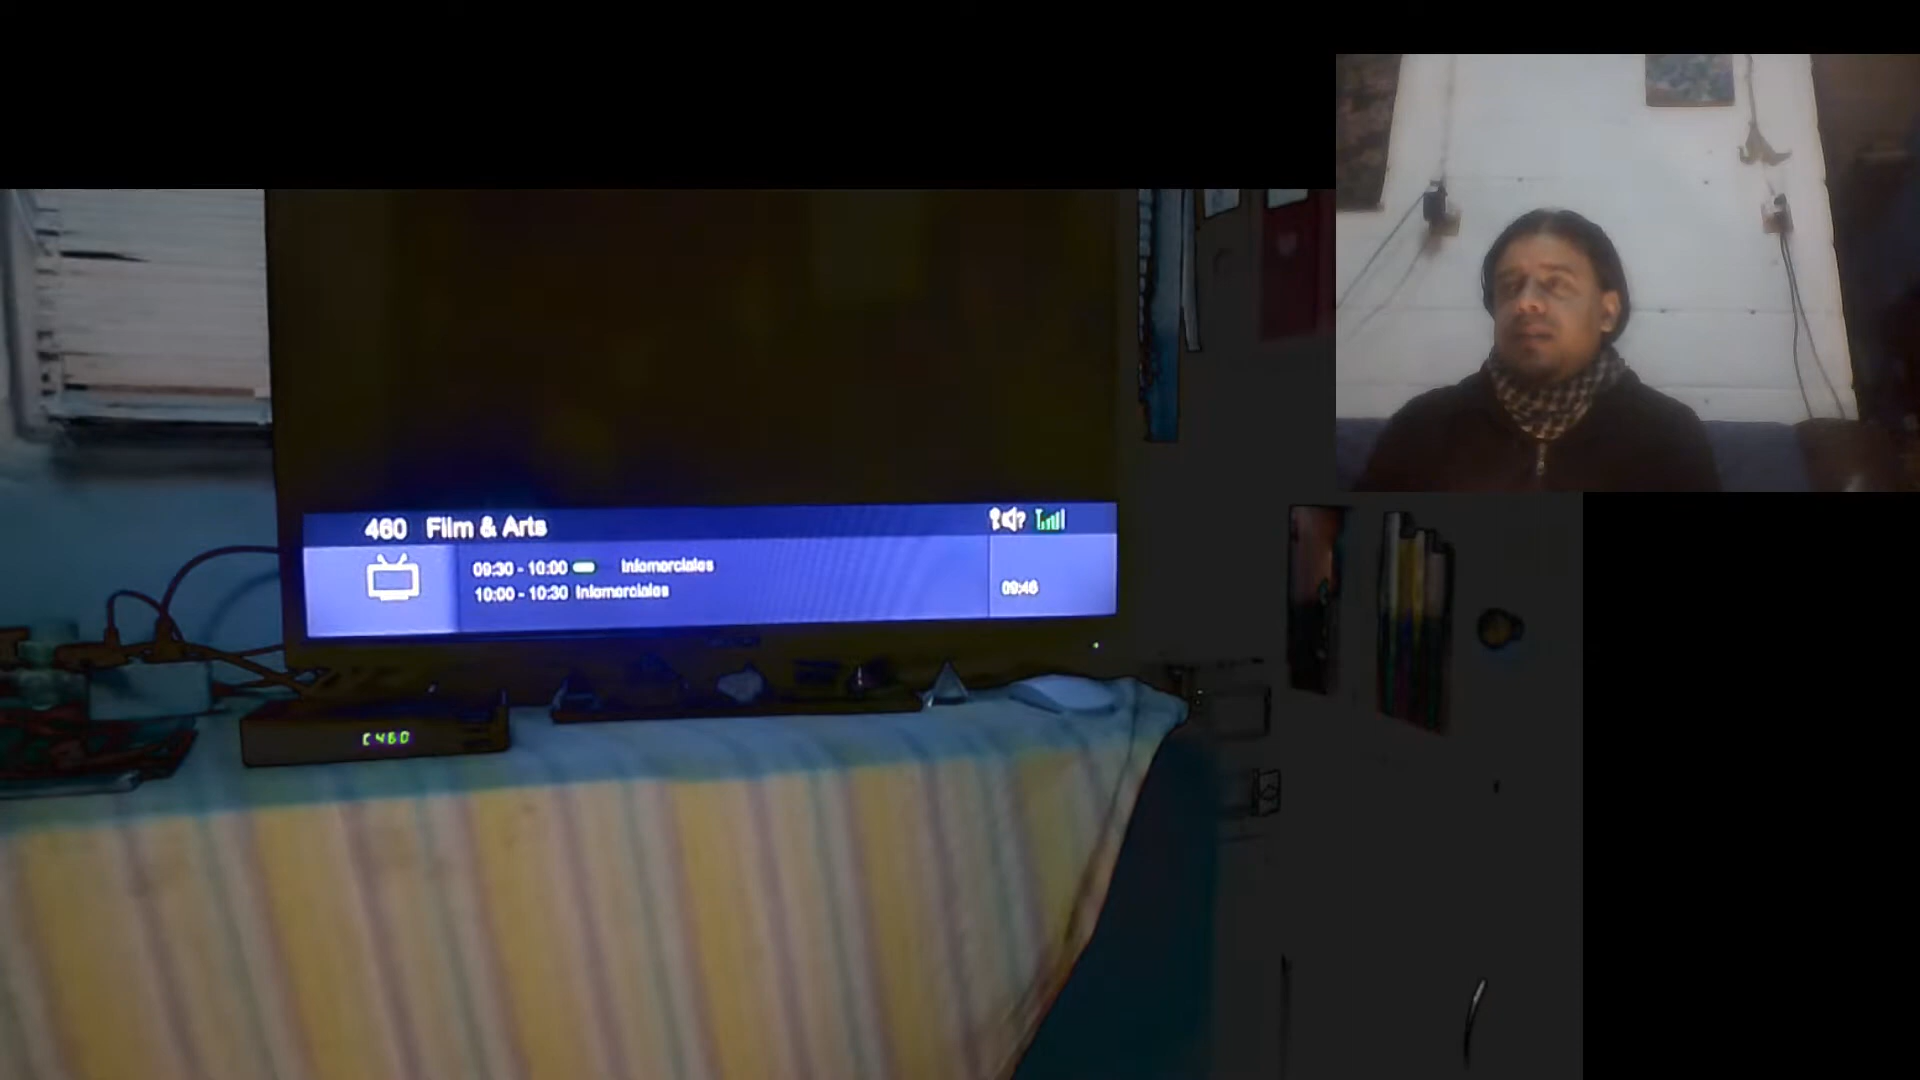 460 Film & Arts
09:30 - 10:00 Infomerciales
10:00 - 10:30 Infomerciales
09:46
C460